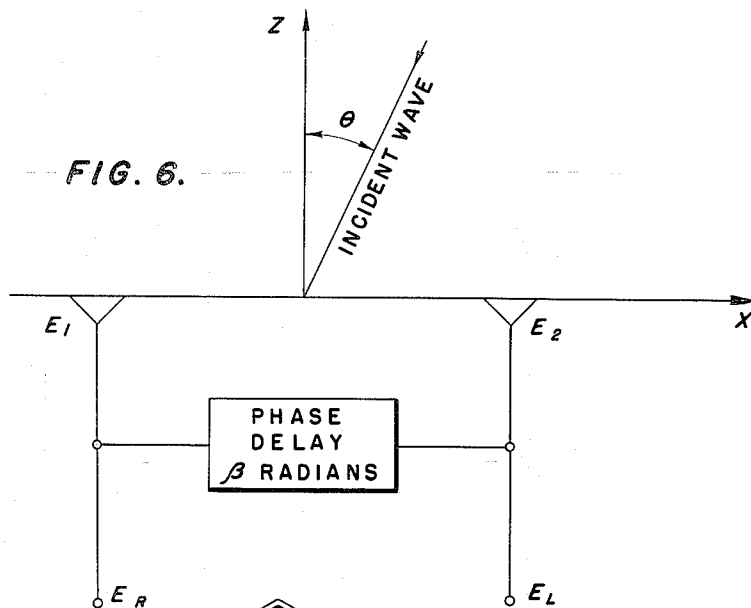 Z
θ
INCIDENT WAVE
FIG. 6.
X
E1
E2
PHASE
DELAY
β RADIANS
ER
EL